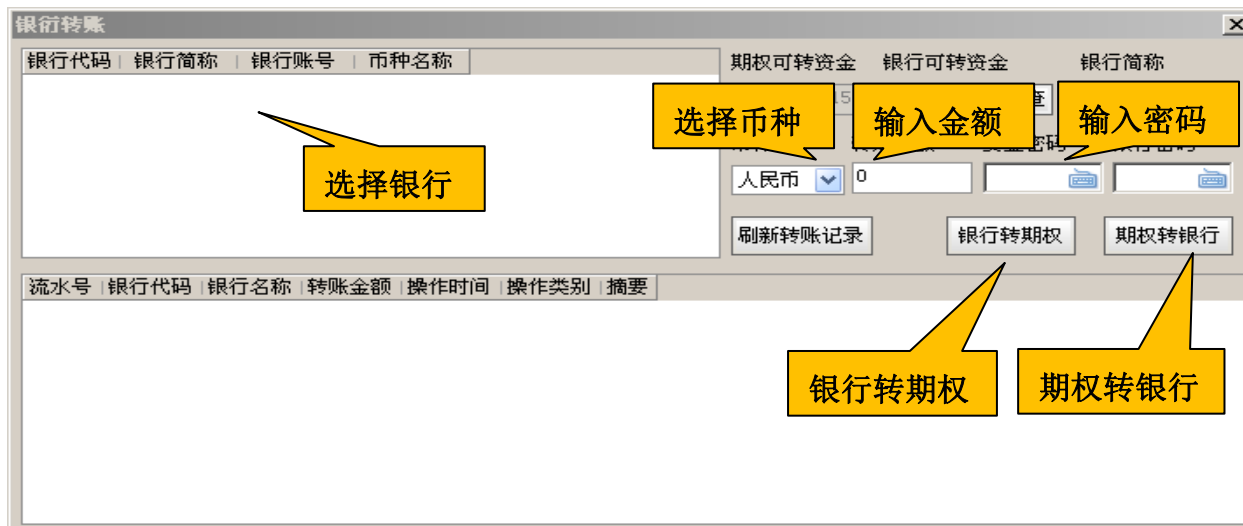 银行转账
银行代码 银行简称 银行账号 币种名称
期权可转资金 银行可转资金 银行简称
选择币种 15 输入金额 输入密码
选择银行
人民币 0
刷新转账记录 银行转期权 期权转银行
流水号 银行代码 银行名称 转账金额 操作时间 操作类别 摘要
银行转期权 期权转银行